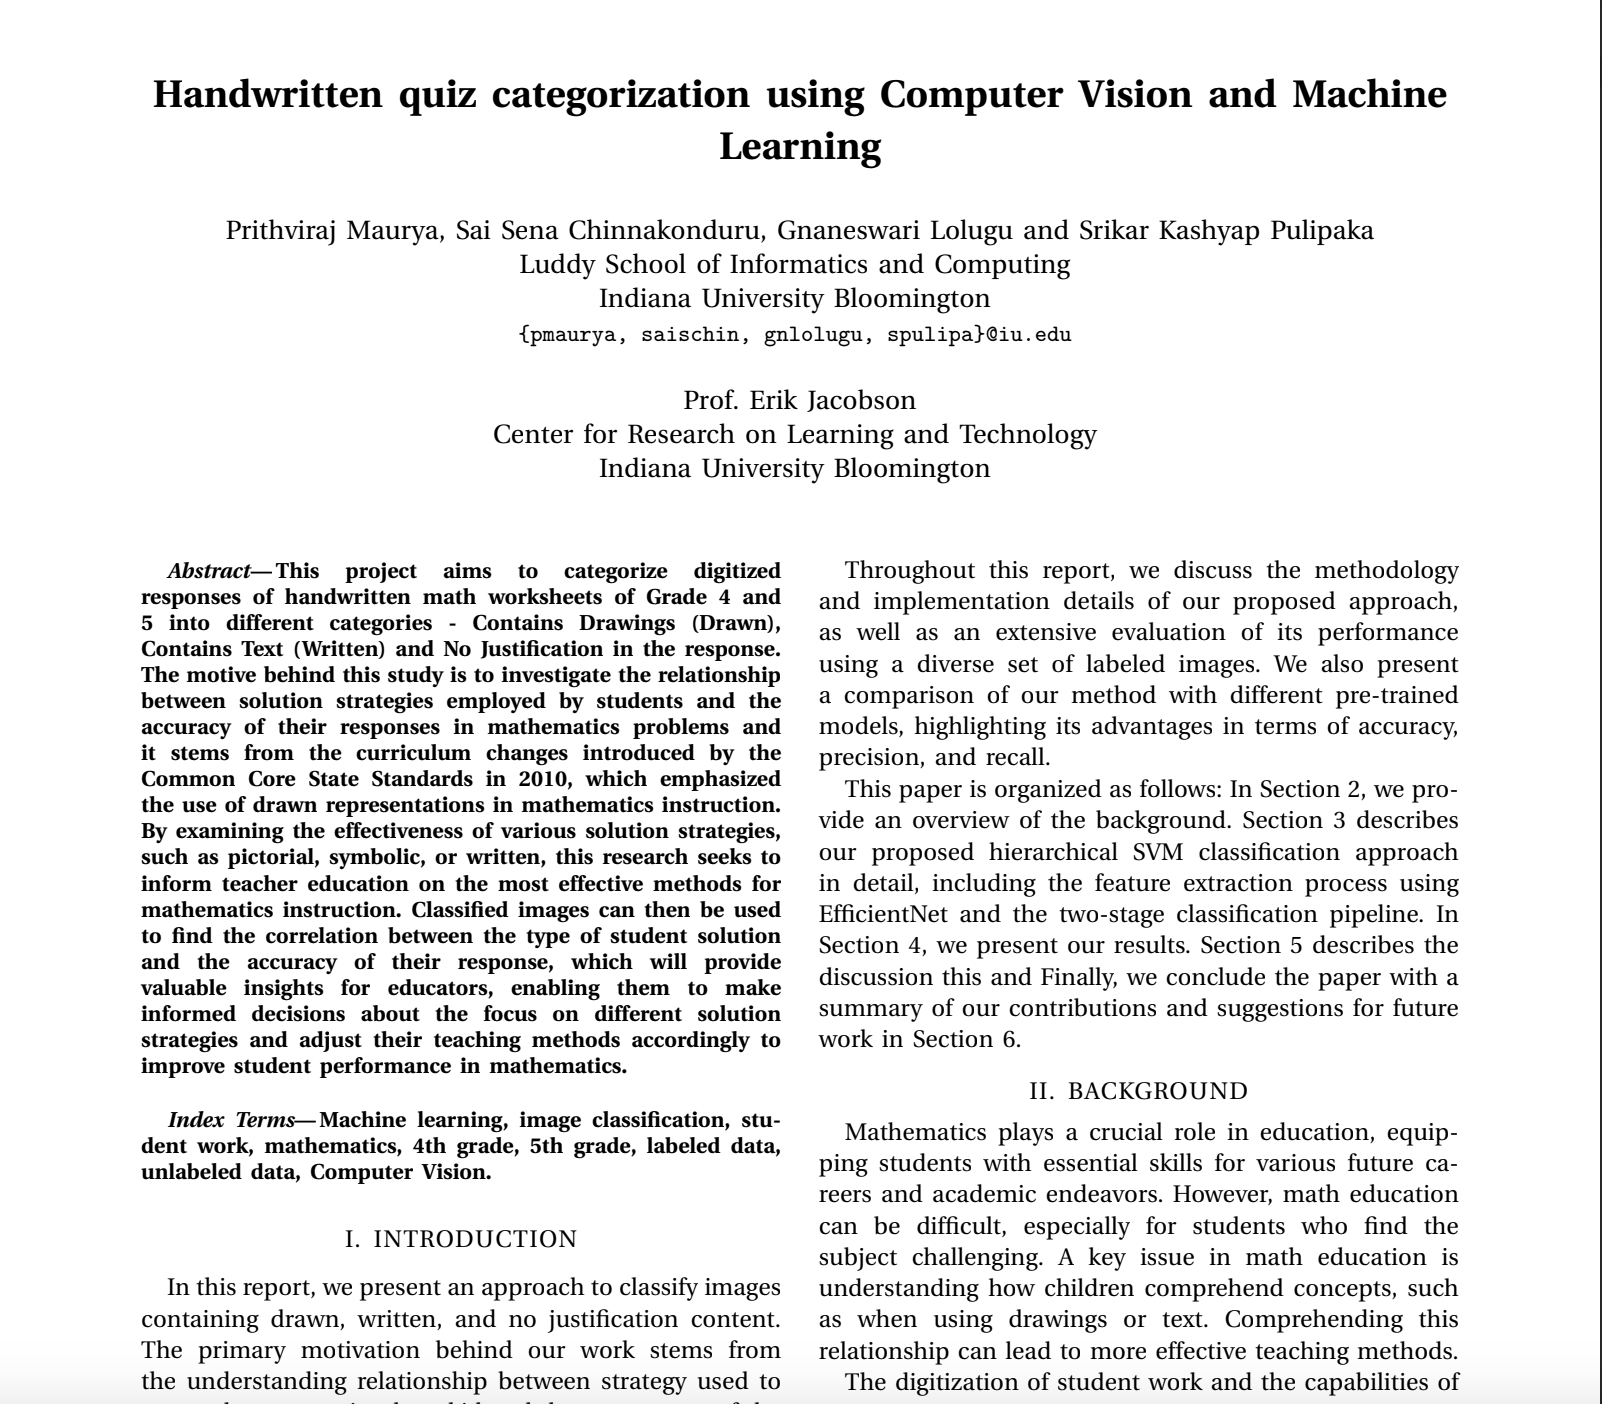 Handwritten quiz categorization using Computer Vision and Machine
Learning
Prithviraj Maurya, Sai Sena Chinnakonduru, Gnaneswari Lolugu and Srikar Kashyap Pulipaka
Luddy School of Informatics and Computing
Indiana University Bloomington
{pmaurya, saischin, gnlolugu, spulipa}@iu.edu
Prof. Erik Jacobson
Center for Research on Learning and Technology
Indiana University Bloomington
Abstract—This project aims to categorize digitized
responses of handwritten math worksheets of Grade 4 and
5 into different categories - Contains Drawings (Drawn),
Contains Text (Written) and No Justification in the response.
The motive behind this study is to investigate the relationship
between solution strategies employed by students and the
accuracy of their responses in mathematics problems and
it stems from the curriculum changes introduced by the
Common Core State Standards in 2010, which emphasized
the use of drawn representations in mathematics instruction.
By examining the effectiveness of various solution strategies,
such as pictorial, symbolic, or written, this research seeks to
inform teacher education on the most effective methods for
mathematics instruction. Classified images can then be used
to find the correlation between the type of student solution
and the accuracy of their response, which will provide
valuable insights for educators, enabling them to make
informed decisions about the focus on different solution
strategies and adjust their teaching methods accordingly to
improve student performance in mathematics.
Index Terms—Machine learning, image classification, stu-
dent work, mathematics, 4th grade, 5th grade, labeled data,
unlabeled data, Computer Vision.
I. INTRODUCTION
In this report, we present an approach to classify images
containing drawn, written, and no justification content.
The primary motivation behind our work stems from
the understanding relationship between strategy used to
Throughout this report, we discuss the methodology
and implementation details of our proposed approach,
as well as an extensive evaluation of its performance
using a diverse set of labeled images. We also present
a comparison of our method with different pre-trained
models, highlighting its advantages in terms of accuracy,
precision, and recall.
This paper is organized as follows: In Section 2, we pro-
vide an overview of the background. Section 3 describes
our proposed hierarchical SVM classification approach
in detail, including the feature extraction process using
EfficientNet and the two-stage classification pipeline. In
Section 4, we present our results. Section 5 describes the
discussion this and Finally, we conclude the paper with a
summary of our contributions and suggestions for future
work in Section 6.
II. BACKGROUND
Mathematics plays a crucial role in education, equip-
ping students with essential skills for various future ca-
reers and academic endeavors. However, math education
can be difficult, especially for students who find the
subject challenging. A key issue in math education is
understanding how children comprehend concepts, such
as when using drawings or text. Comprehending this
relationship can lead to more effective teaching methods.
The digitization of student work and the capabilities of